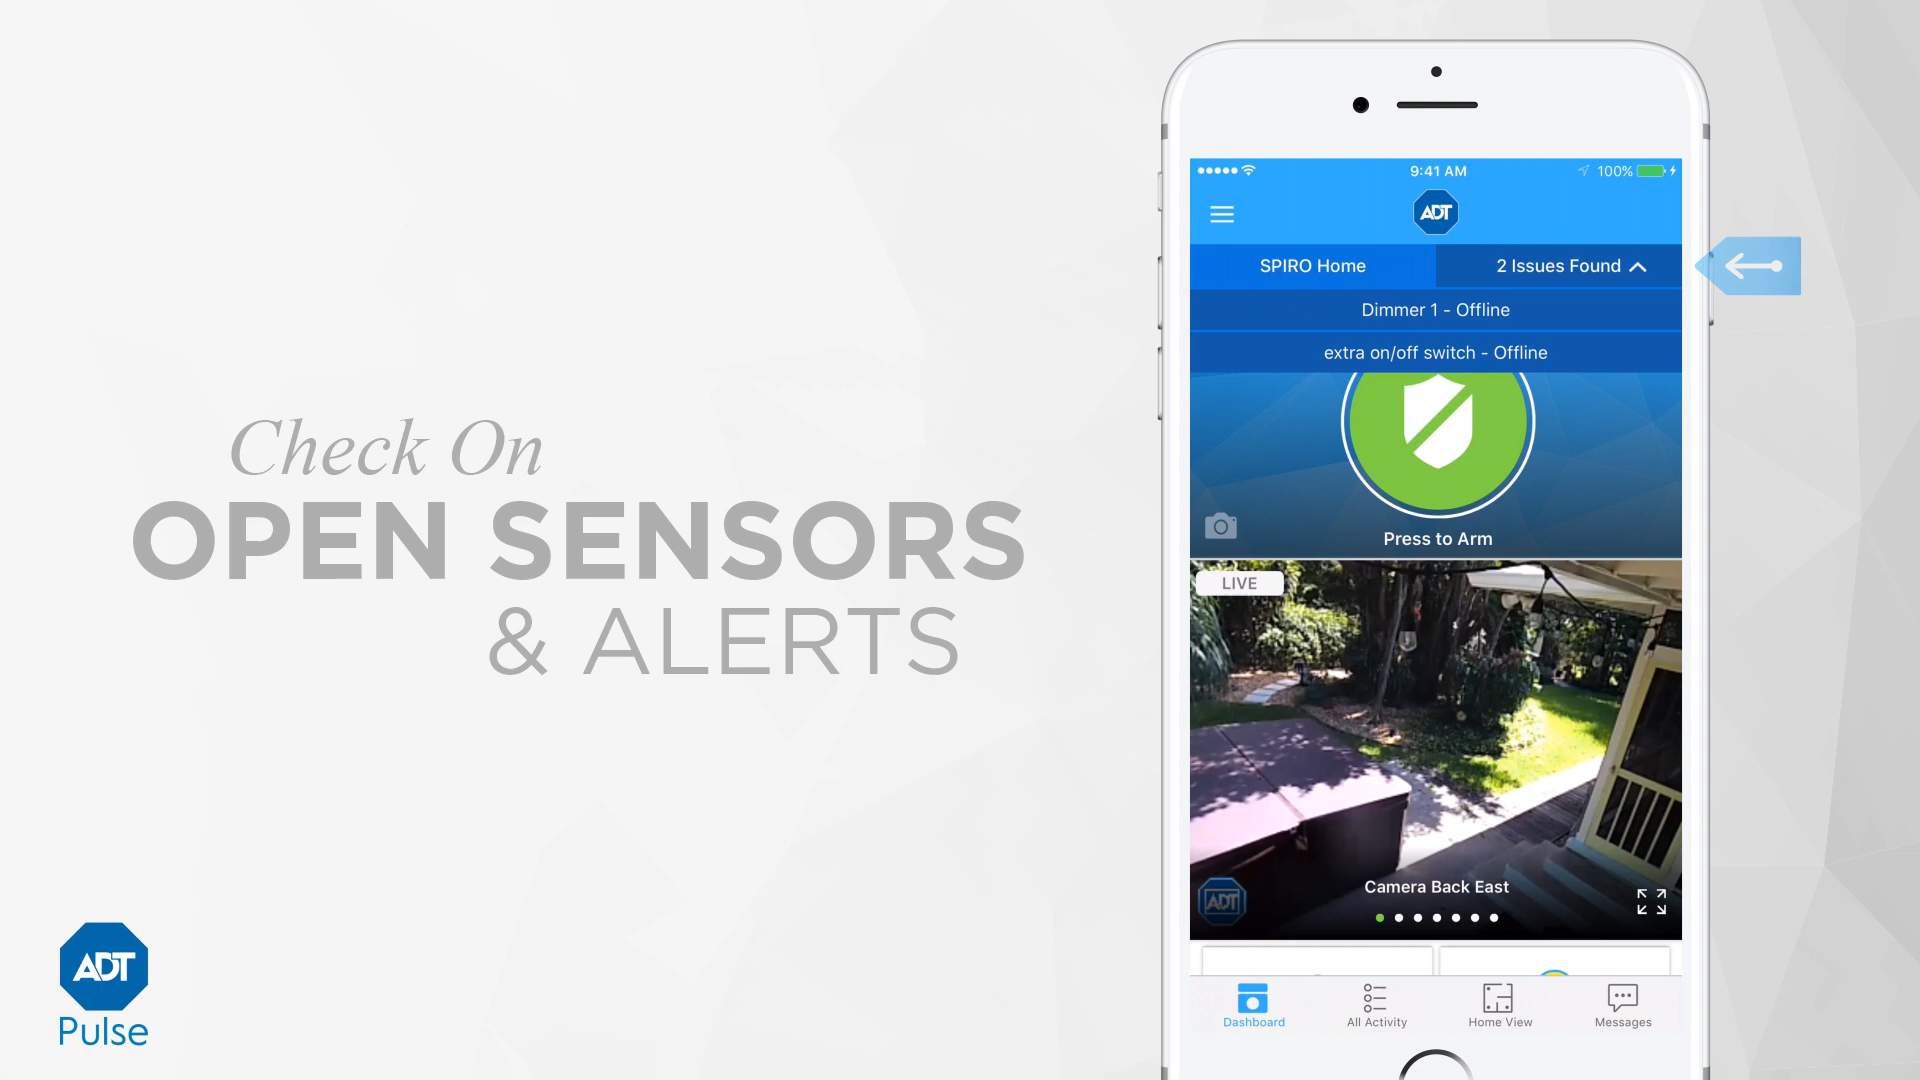 Check On
OPEN SENSORS
& ALERTS
ADT
Pulse
9:41 AM
100%
ADT
SPIRO Home
2 Issues Found
Dimmer 1 - Offline
extra on/off switch - Offline
Press to Arm
LIVE
Camera Back East
ADT
Dashboard
All Activity
Home View
Messages